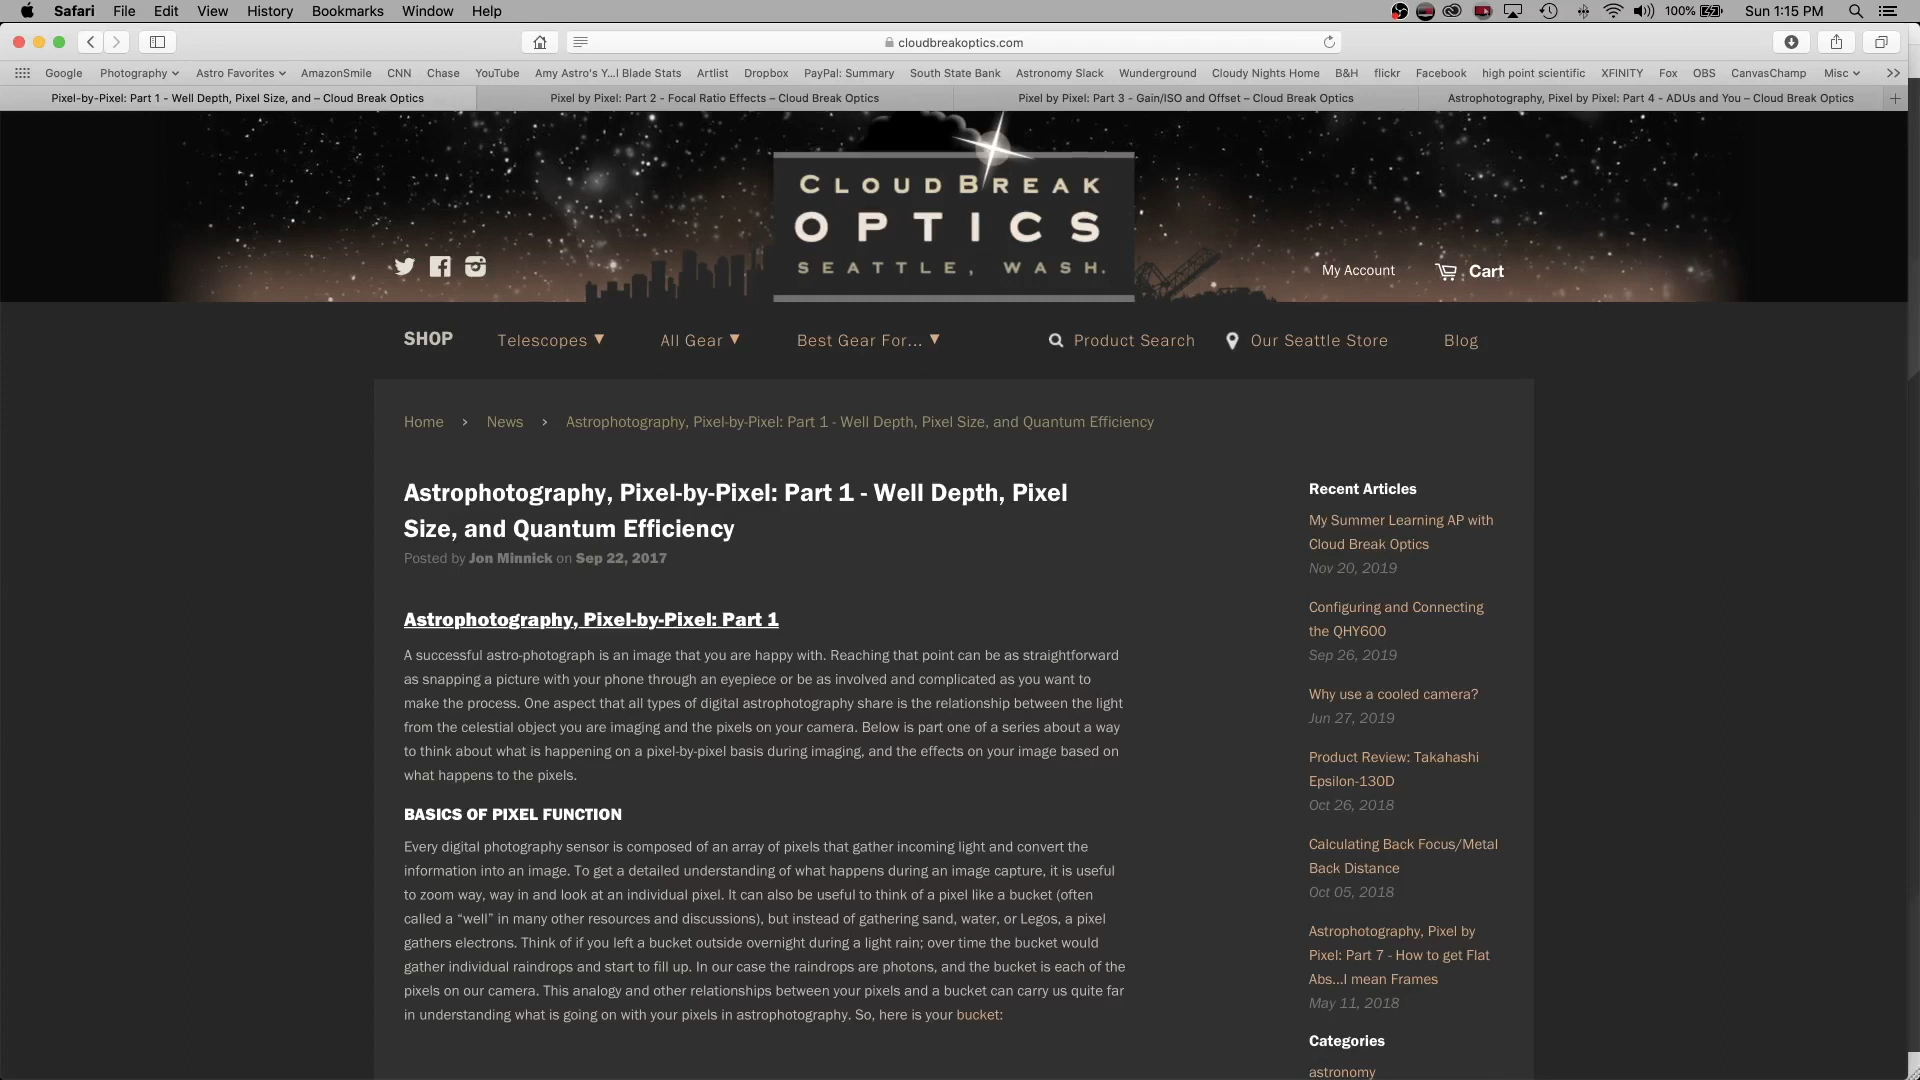 Safari File Edit View History Bookmarks Window Help 100% Sun 1:15 PM
cloudbreakoptics.com
Google Photography Astro Favorites AmazonSmile CNN Chase YouTube Amy Astro's Y...l Blade Stats Artlist Dropbox PayPal: Summary South State Bank Astronomy Slack Wunderground Cloudy Nights Home B&H flickr Facebook high point scientific XFINITY Fox OBS CanvasChamp Misc
Pixel-by-Pixel: Part 1 - Well Depth, Pixel Size, and – Cloud Break Optics
Pixel by Pixel: Part 2 - Focal Ratio Effects – Cloud Break Optics
Pixel by Pixel: Part 3 - Gain/ISO and Offset – Cloud Break Optics
Astrophotography, Pixel by Pixel: Part 4 - ADUs and You – Cloud Break Optics
CLOUDBREAK
OPTICS
SEATTLE, WASH.
My Account Cart
SHOP Telescopes ▼ All Gear ▼ Best Gear For... ▼ Product Search Our Seattle Store Blog
Home › News › Astrophotography, Pixel-by-Pixel: Part 1 - Well Depth, Pixel Size, and Quantum Efficiency
Astrophotography, Pixel-by-Pixel: Part 1 - Well Depth, Pixel
Size, and Quantum Efficiency
Posted by Jon Minnick on Sep 22, 2017
Astrophotography, Pixel-by-Pixel: Part 1
A successful astro-photograph is an image that you are happy with. Reaching that point can be as straightforward
as snapping a picture with your phone through an eyepiece or be as involved and complicated as you want to
make the process. One aspect that all types of digital astrophotography share is the relationship between the light
from the celestial object you are imaging and the pixels on your camera. Below is part one of a series about a way
to think about what is happening on a pixel-by-pixel basis during imaging, and the effects on your image based on
what happens to the pixels.
BASICS OF PIXEL FUNCTION
Every digital photography sensor is composed of an array of pixels that gather incoming light and convert the
information into an image. To get a detailed understanding of what happens during an image capture, it is useful
to zoom way, way in and look at an individual pixel. It can also be useful to think of a pixel like a bucket (often
called a “well” in many other resources and discussions), but instead of gathering sand, water, or Legos, a pixel
gathers electrons. Think of if you left a bucket outside overnight during a light rain; over time the bucket would
gather individual raindrops and start to fill up. In our case the raindrops are photons, and the bucket is each of the
pixels on our camera. This analogy and other relationships between your pixels and a bucket can carry us quite far
in understanding what is going on with your pixels in astrophotography. So, here is your bucket:
Recent Articles
My Summer Learning AP with
Cloud Break Optics
Nov 20, 2019
Configuring and Connecting
the QHY600
Sep 26, 2019
Why use a cooled camera?
Jun 27, 2019
Product Review: Takahashi
Epsilon-130D
Oct 26, 2018
Calculating Back Focus/Metal
Back Distance
Oct 05, 2018
Astrophotography, Pixel by
Pixel: Part 7 - How to get Flat
Abs...I mean Frames
May 11, 2018
Categories
astronomy